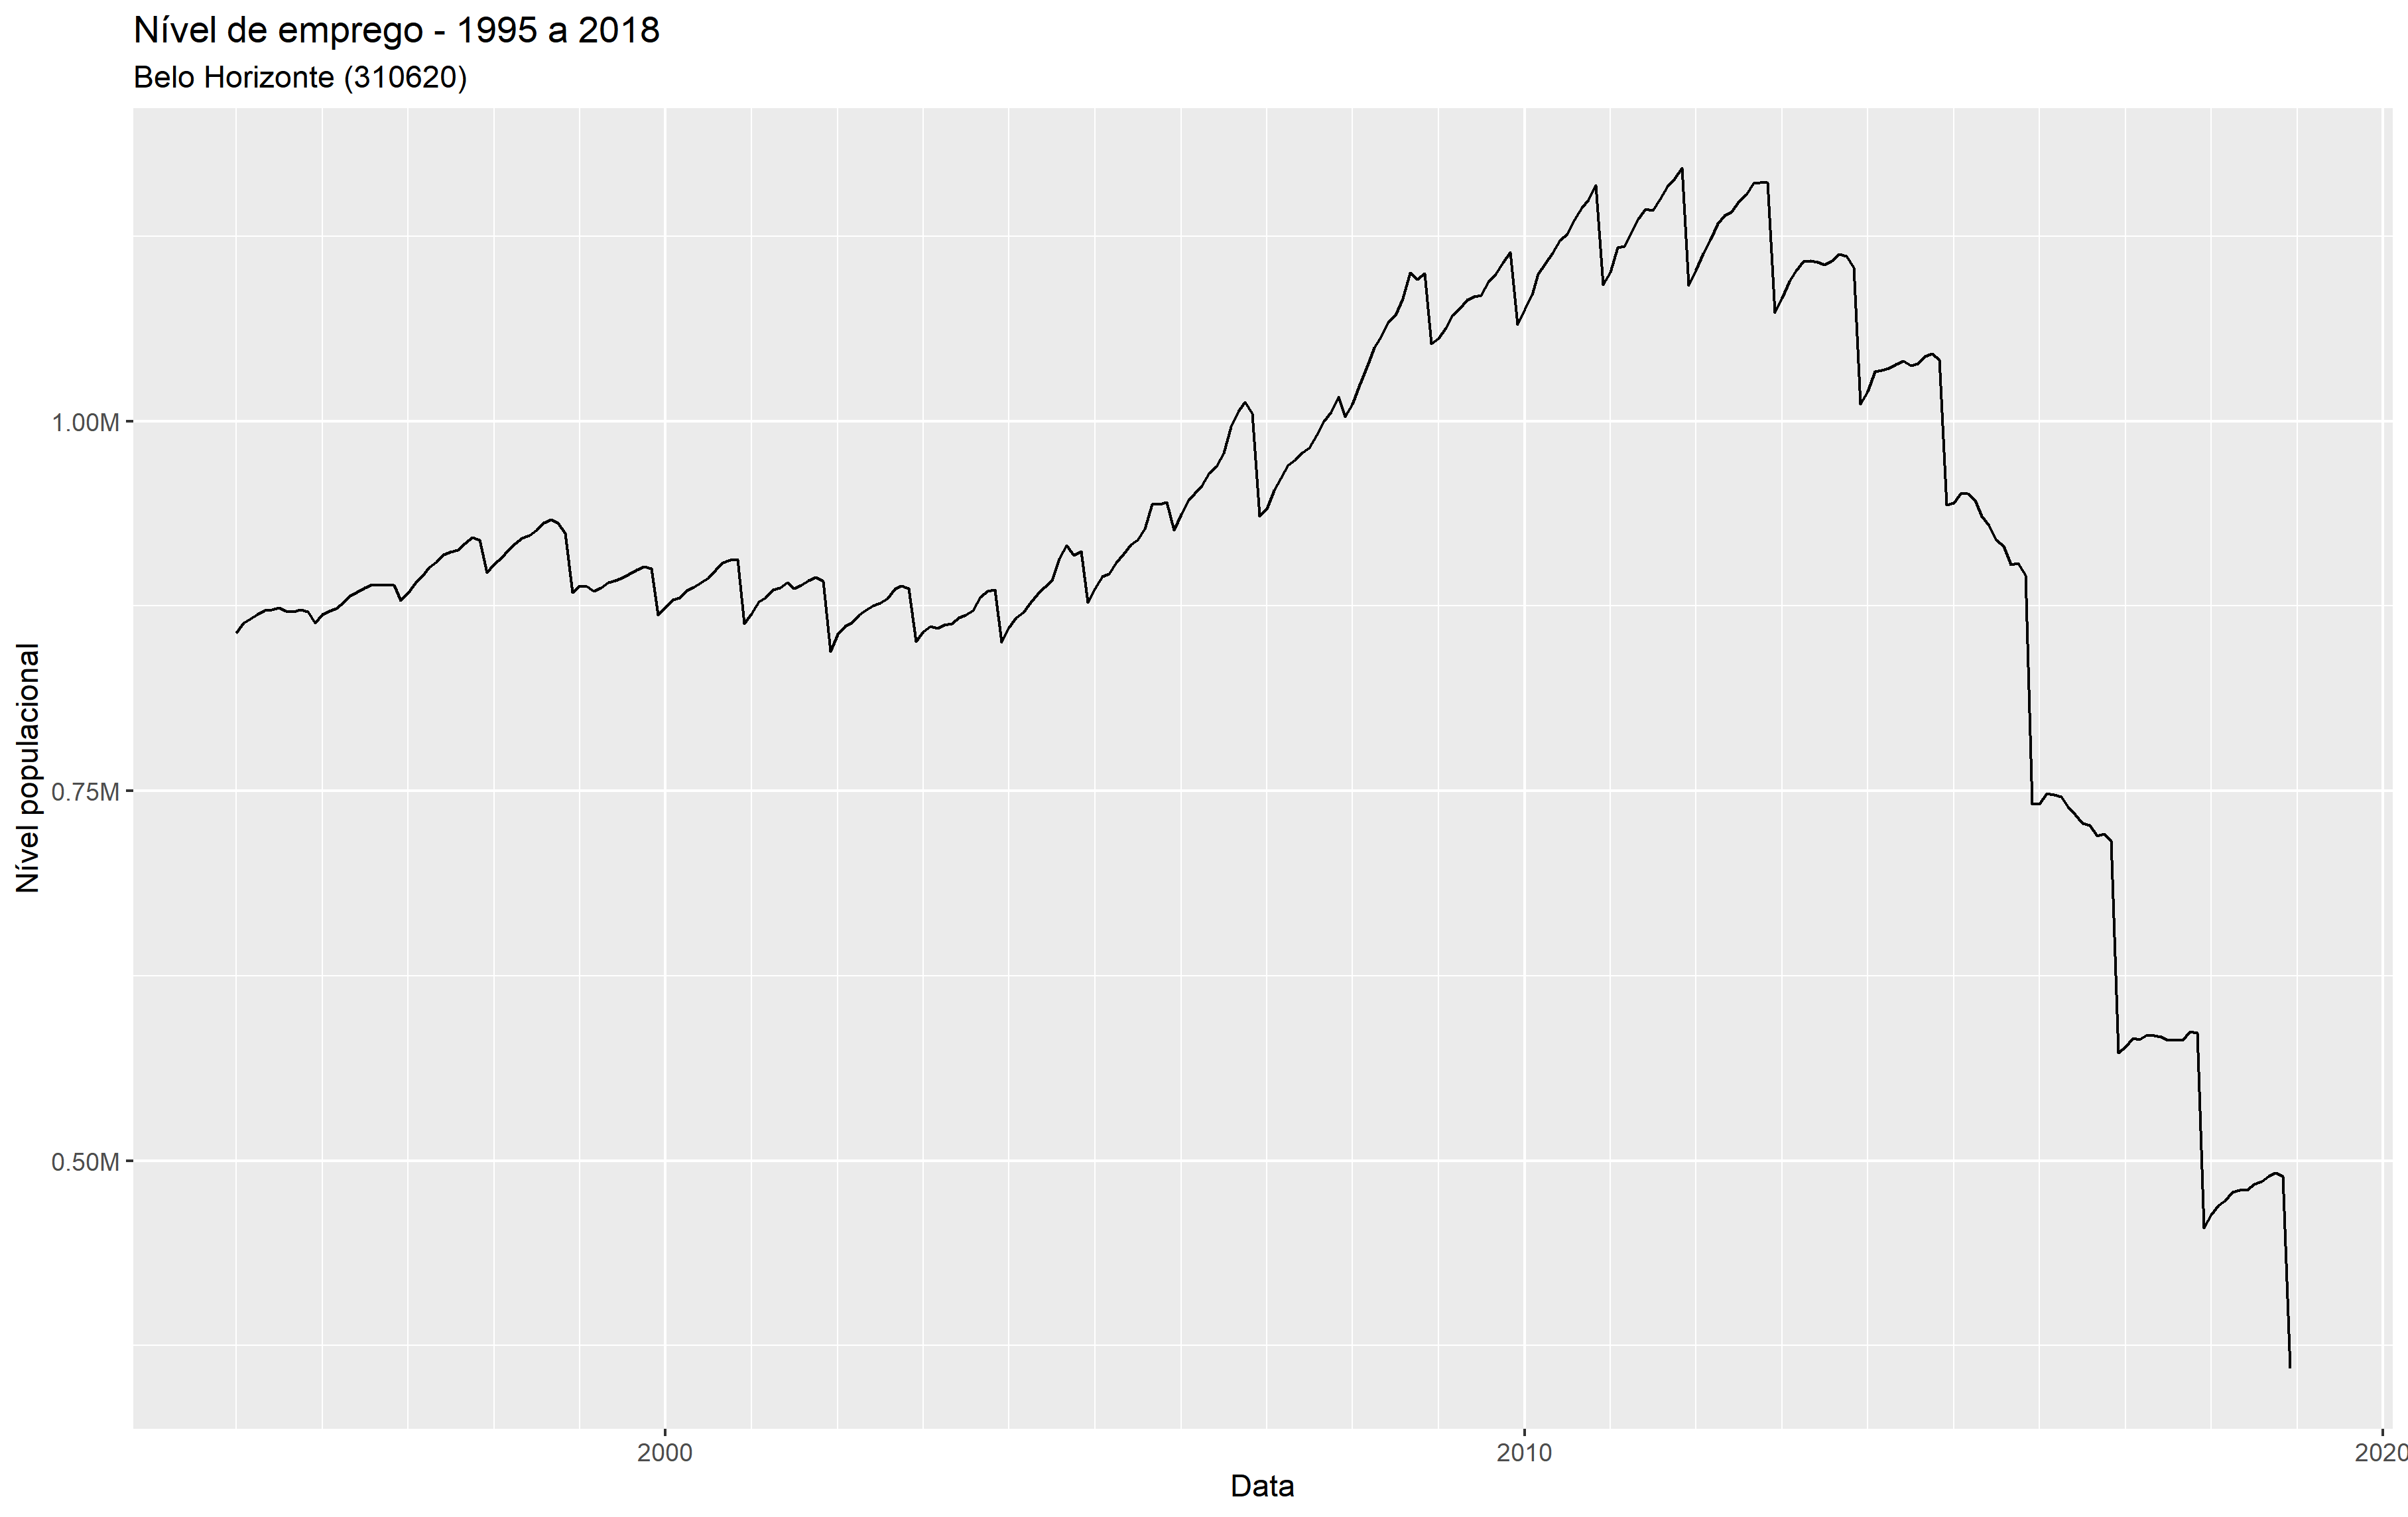 Nível de emprego - 1995 a 2018
Belo Horizonte (310620)
Nível populacional
1.00M
0.75M
0.50M
2000
2010
2020
Data